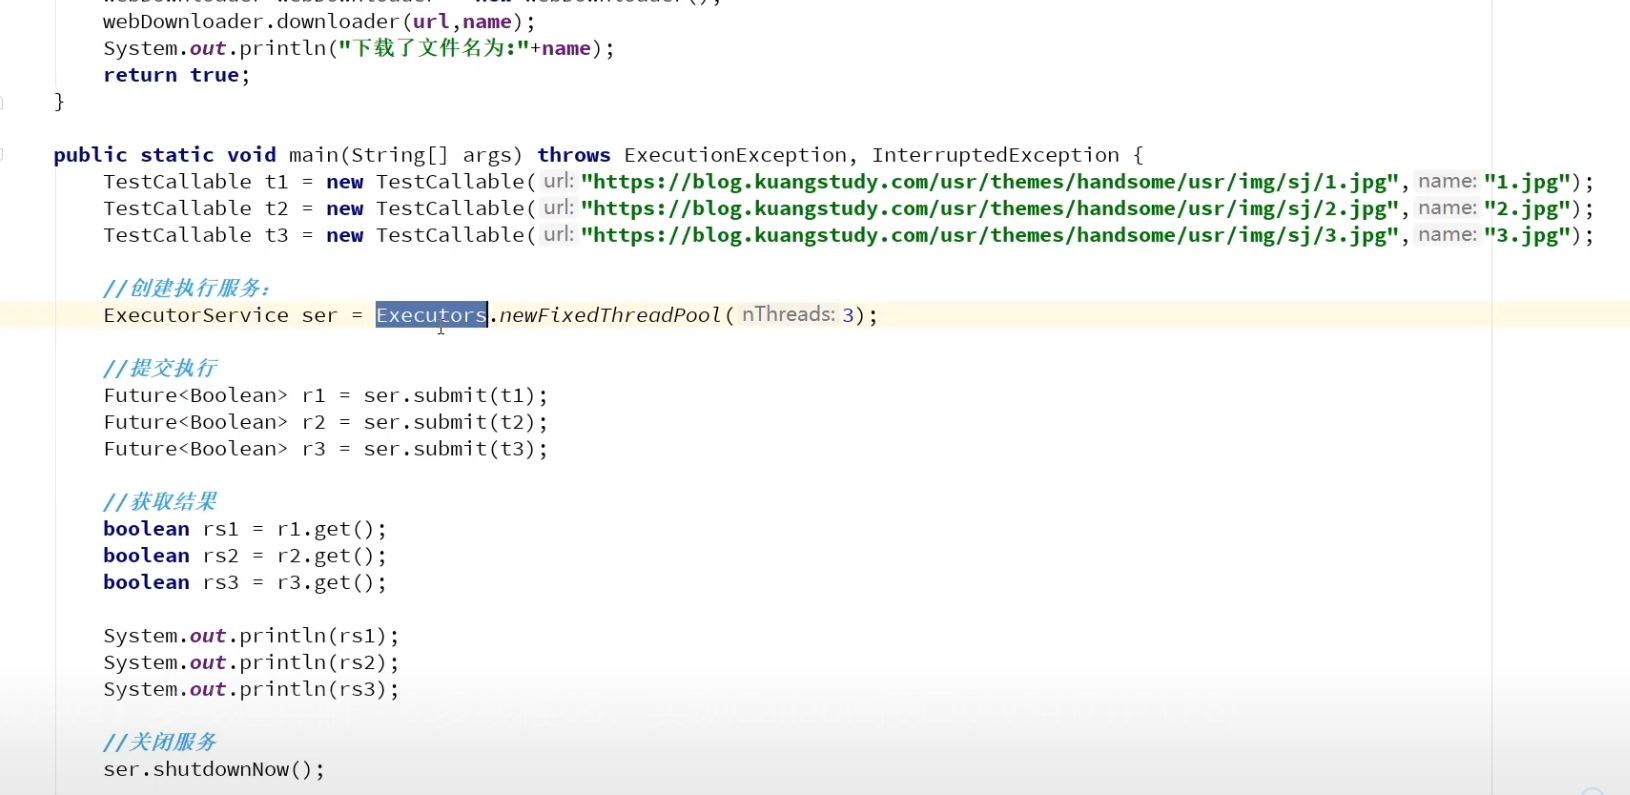 webDownloader.downloader(url,name);
System.out.println("下载了文件名为:"+name);
return true;
}
public static void main(String[] args) throws ExecutionException, InterruptedException {
TestCallable t1 = new TestCallable( url: "https://blog.kuangstudy.com/usr/themes/handsome/usr/img/sj/1.jpg", name: "1.jpg");
TestCallable t2 = new TestCallable( url: "https://blog.kuangstudy.com/usr/themes/handsome/usr/img/sj/2.jpg", name: "2.jpg");
TestCallable t3 = new TestCallable( url: "https://blog.kuangstudy.com/usr/themes/handsome/usr/img/sj/3.jpg", name: "3.jpg");
//创建执行服务:
ExecutorService ser = Executors.newFixedThreadPool( nThreads: 3);
//提交执行
Future<Boolean> r1 = ser.submit(t1);
Future<Boolean> r2 = ser.submit(t2);
Future<Boolean> r3 = ser.submit(t3);
//获取结果
boolean rs1 = r1.get();
boolean rs2 = r2.get();
boolean rs3 = r3.get();
System.out.println(rs1);
System.out.println(rs2);
System.out.println(rs3);
//关闭服务
ser.shutdownNow();